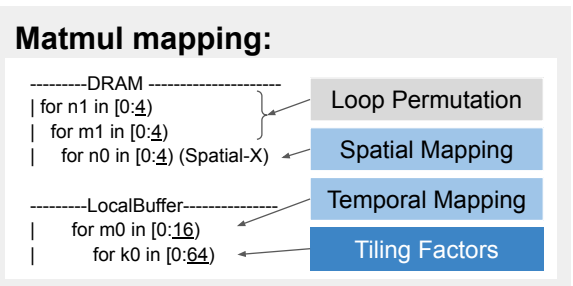 Matmul mapping:
---------DRAM ---------------------
| for n1 in [0:4)
| for m1 in [0:4)
| for n0 in [0:4) (Spatial-X)
---------LocalBuffer---------------
| for m0 in [0:16)
| for k0 in [0:64)
Loop Permutation
Spatial Mapping
Temporal Mapping
Tiling Factors